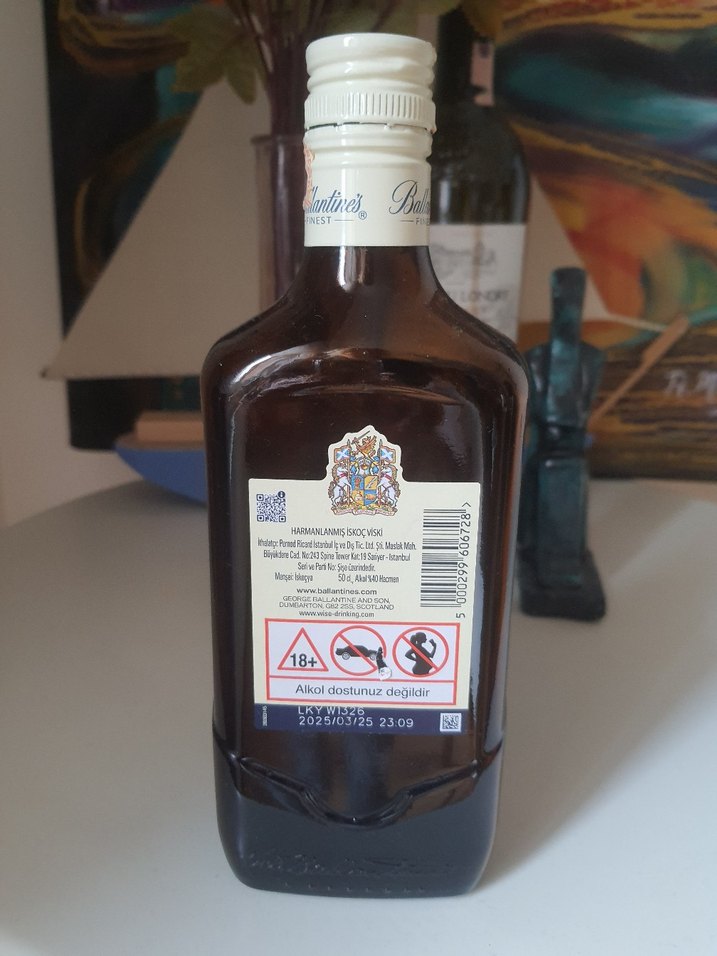 Ballantine's
FINEST
HARMANLANMIŞ İSKOÇ VİSKİ
İthalatçı: Pernod Ricard İstanbul İç ve Dış Tic. Ltd. Şti. Maslak Mah.
Büyükdere Cad. No:243 Spine Tower Kat:19 Sarıyer - İstanbul
Seri ve Parti No: Şişe üzerindedir.
Menşei: İskoçya 50 cl., Alkol %40 Hacmen
www.ballantines.com
GEORGE BALLANTINE AND SON,
DUMBARTON, G82 2SS, SCOTLAND
www.wise-drinking.com
5 000299 606728 >
18+
Alkol dostunuz değildir
LKY W1326
2025/03/25 23:09